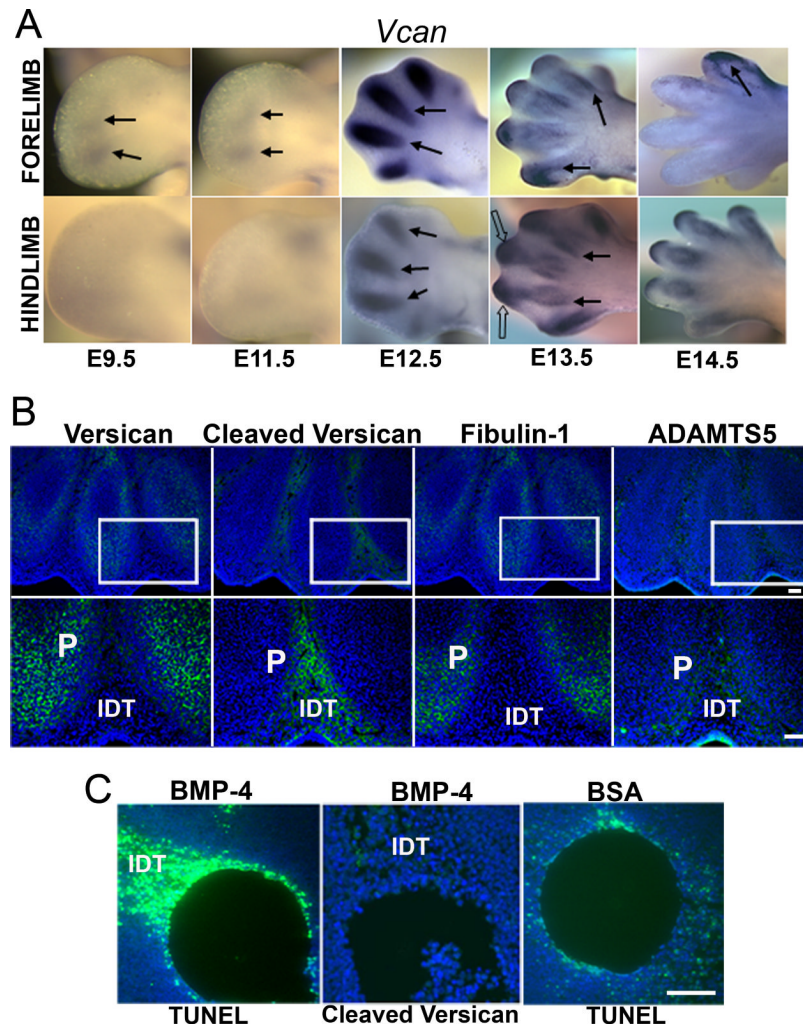 A
Vcan
FORELIMB
HINDLIMB
E9.5 E11.5 E12.5 E13.5 E14.5
B
Versican Cleaved Versican Fibulin-1 ADAMTS5
P P P P
IDT IDT IDT IDT
C
BMP-4 BMP-4 BSA
IDT IDT
TUNEL Cleaved Versican TUNEL